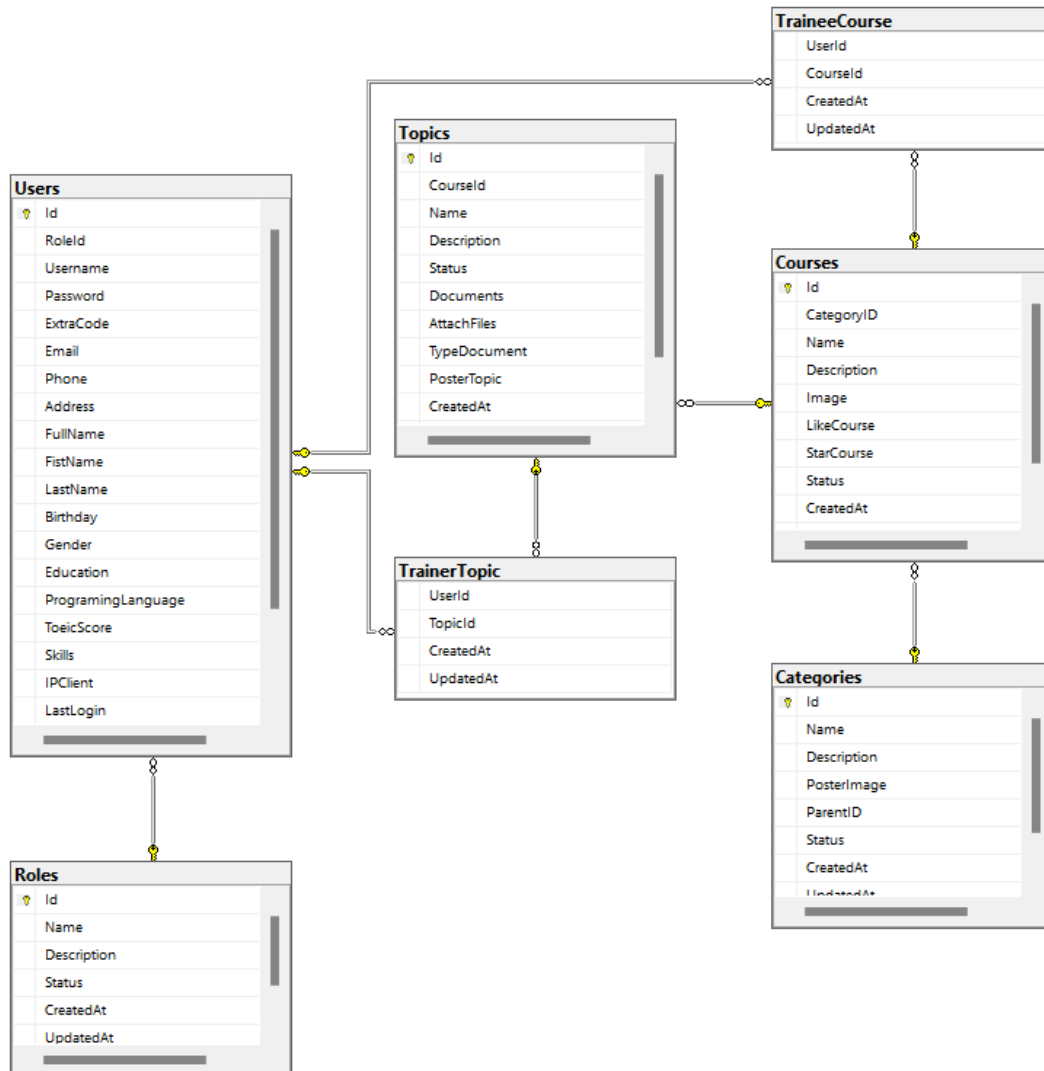 TraineeCourse
UserId
CourseId
CreatedAt
UpdatedAt
Topics
Id
CourseId
Name
Description
Status
Documents
AttachFiles
TypeDocument
PosterTopic
CreatedAt
Users
Id
RoleId
Username
Password
ExtraCode
Email
Phone
Address
FullName
FistName
LastName
Birthday
Gender
Education
ProgramingLanguage
ToeicScore
Skills
IPClient
LastLogin
Courses
Id
CategoryID
Name
Description
Image
LikeCourse
StarCourse
Status
CreatedAt
TrainerTopic
UserId
TopicId
CreatedAt
UpdatedAt
Categories
Id
Name
Description
PosterImage
ParentID
Status
CreatedAt
UpdatedAt
Roles
Id
Name
Description
Status
CreatedAt
UpdatedAt